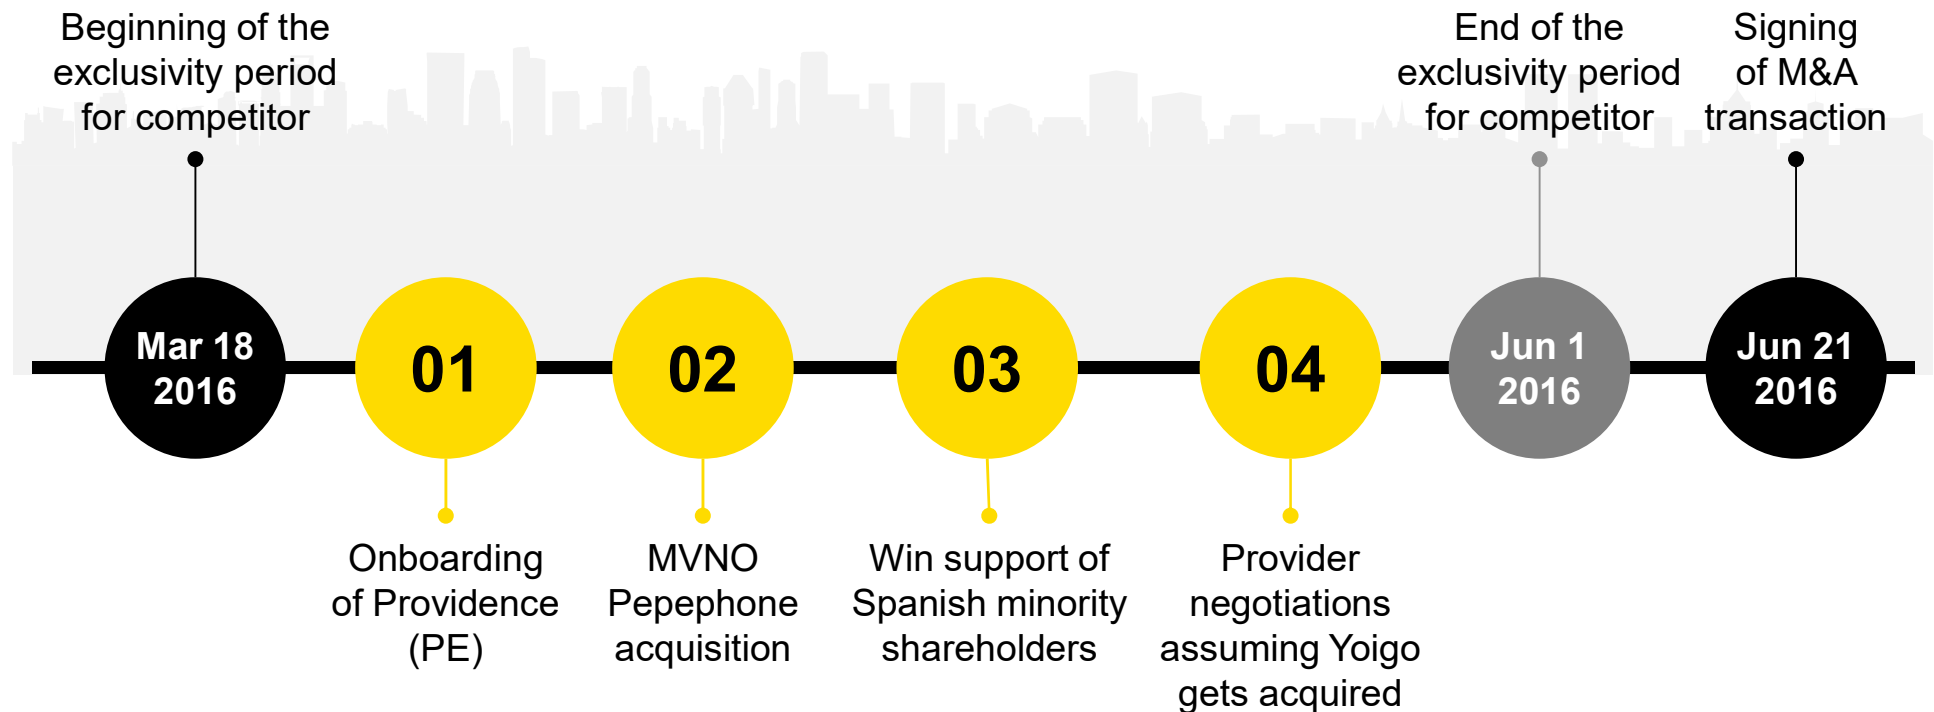 Beginning of the
exclusivity period
for competitor
End of the
exclusivity period
for competitor
Signing
of M&A
transaction
Mar 18
2016
01
02
03
04
Jun 1
2016
Jun 21
2016
Onboarding
of Providence
(PE)
MVNO
Pepephone
acquisition
Win support of
Spanish minority
shareholders
Provider
negotiations
assuming Yoigo
gets acquired